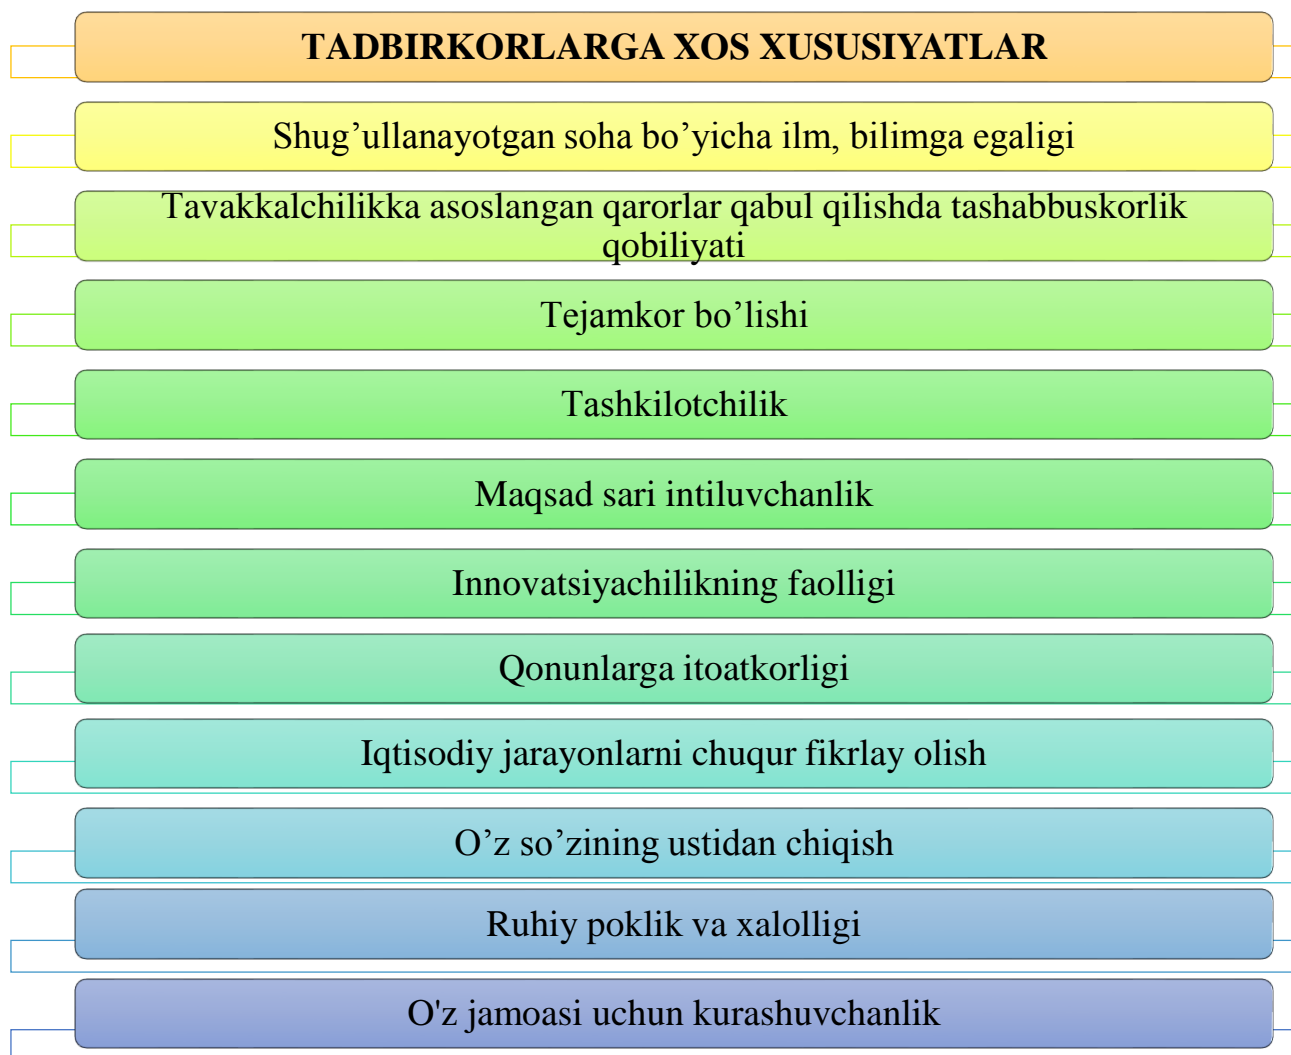 TADBIRKORLARGA XOS XUSUSIYATLAR
Shug’ullanayotgan soha bo’yicha ilm, bilimga egaligi
Tavakkalchilikka asoslangan qarorlar qabul qilishda tashabbuskorlik
qobiliyati
Tejamkor bo’lishi
Tashkilotchilik
Maqsad sari intiluvchanlik
Innovatsiyachilikning faolligi
Qonunlarga itoatkorligi
Iqtisodiy jarayonlarni chuqur fikrlay olish
O’z so’zining ustidan chiqish
Ruhiy poklik va xalolligi
O'z jamoasi uchun kurashuvchanlik